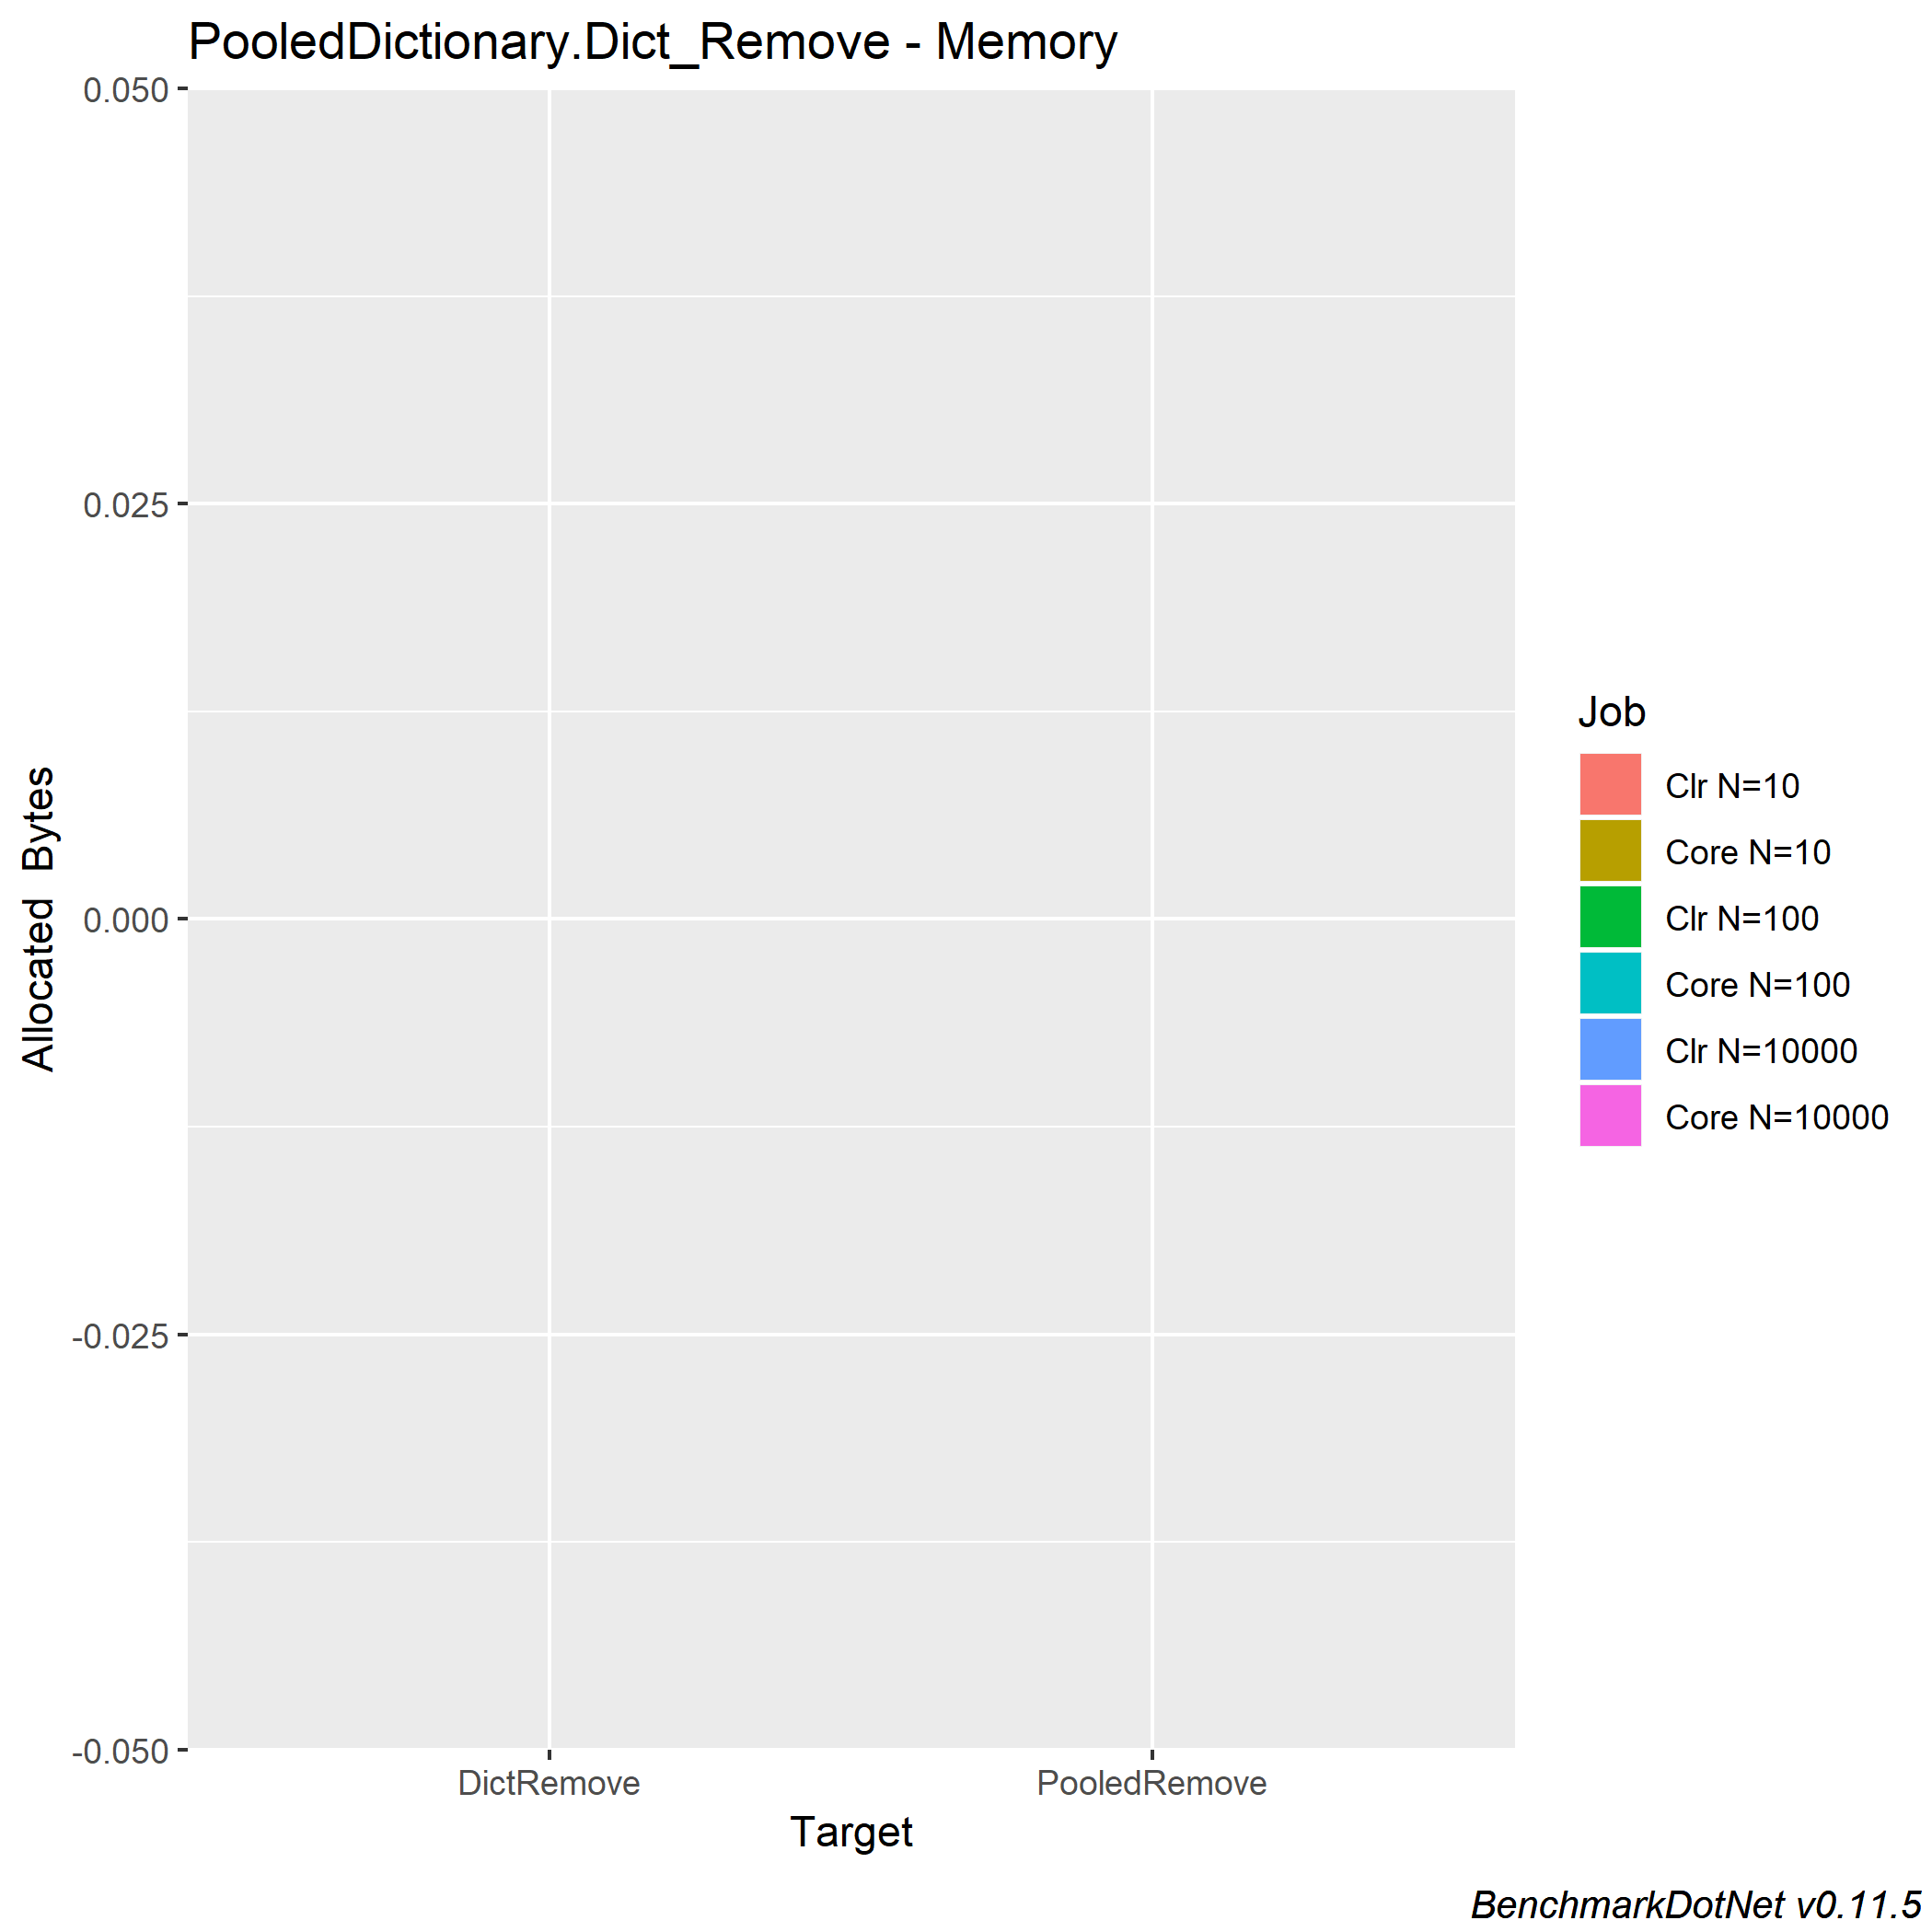 PooledDictionary.Dict_Remove - Memory
0.050
0.025
0.000
-0.025
-0.050
Allocated Bytes
DictRemove
PooledRemove
Target
Job
Clr N=10
Core N=10
Clr N=100
Core N=100
Clr N=10000
Core N=10000
BenchmarkDotNet v0.11.5